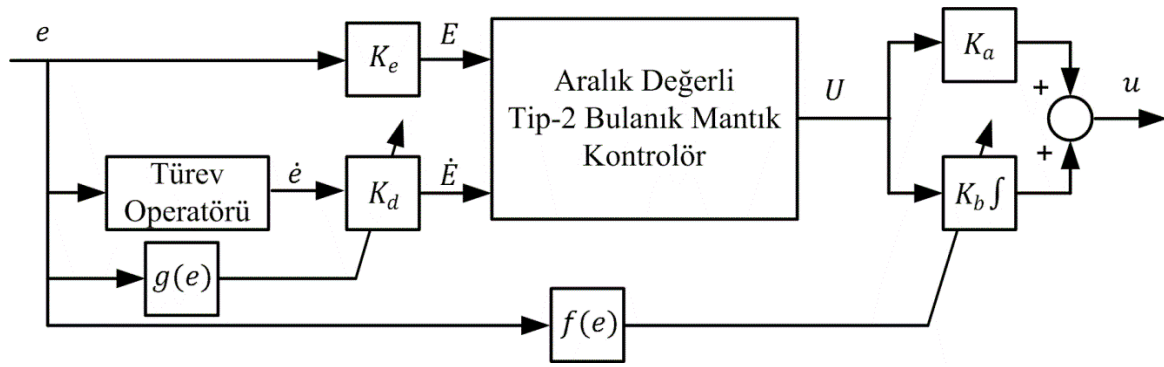 e
K_e
E
Aralık Değerli
Tip-2 Bulanık Mantık
Kontrolör
U
K_a
+
u
Türev
Operatörü
ė
K_d
Ė
K_b ∫
+
g(e)
f(e)